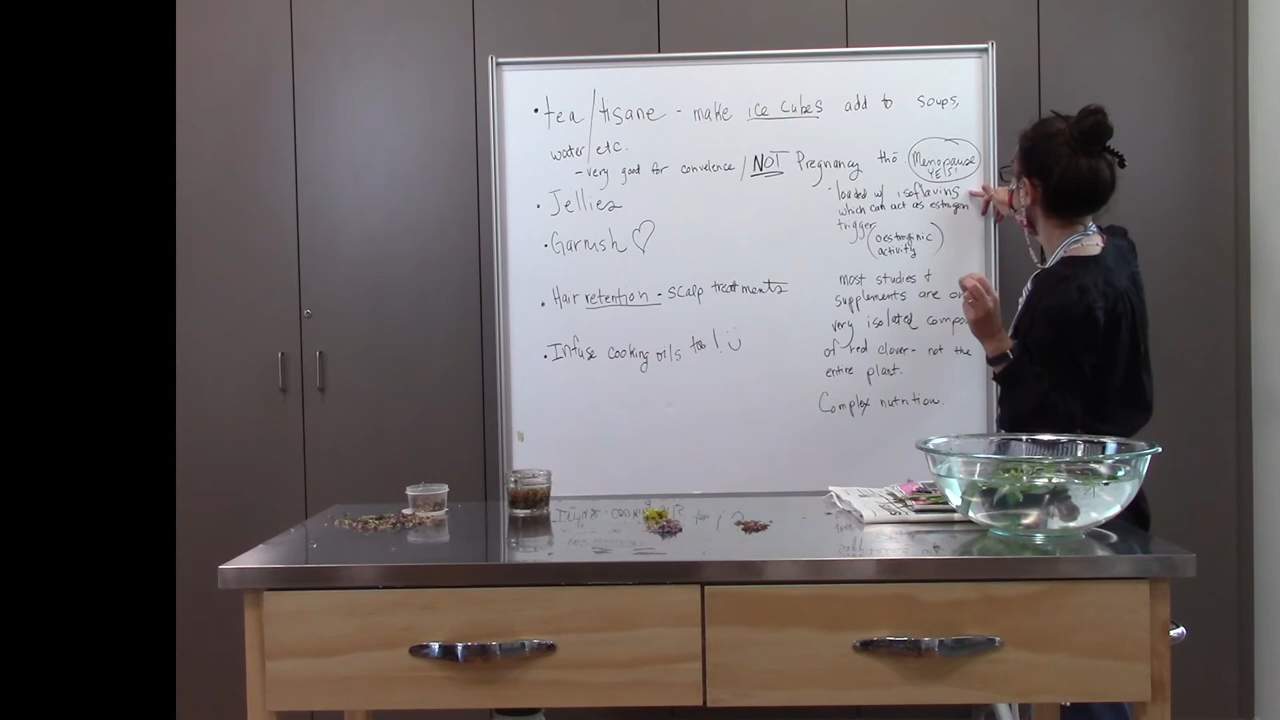 • tea/tisane - make ice cubes add to soups,
water/etc.
- very good for convelence / NOT Pregnancy tho Menopause YES!
• Jellies
• Garnish ♡
• Hair retention - scalp treatments
• Infuse cooking oils too! :)
- loaded w/ isoflavins
which can act as estrogen
trigger
(oestrogenic
activity)
most studies &
supplements are
very isolated
of red clover - not the
entire plant.
Complex nutrition.